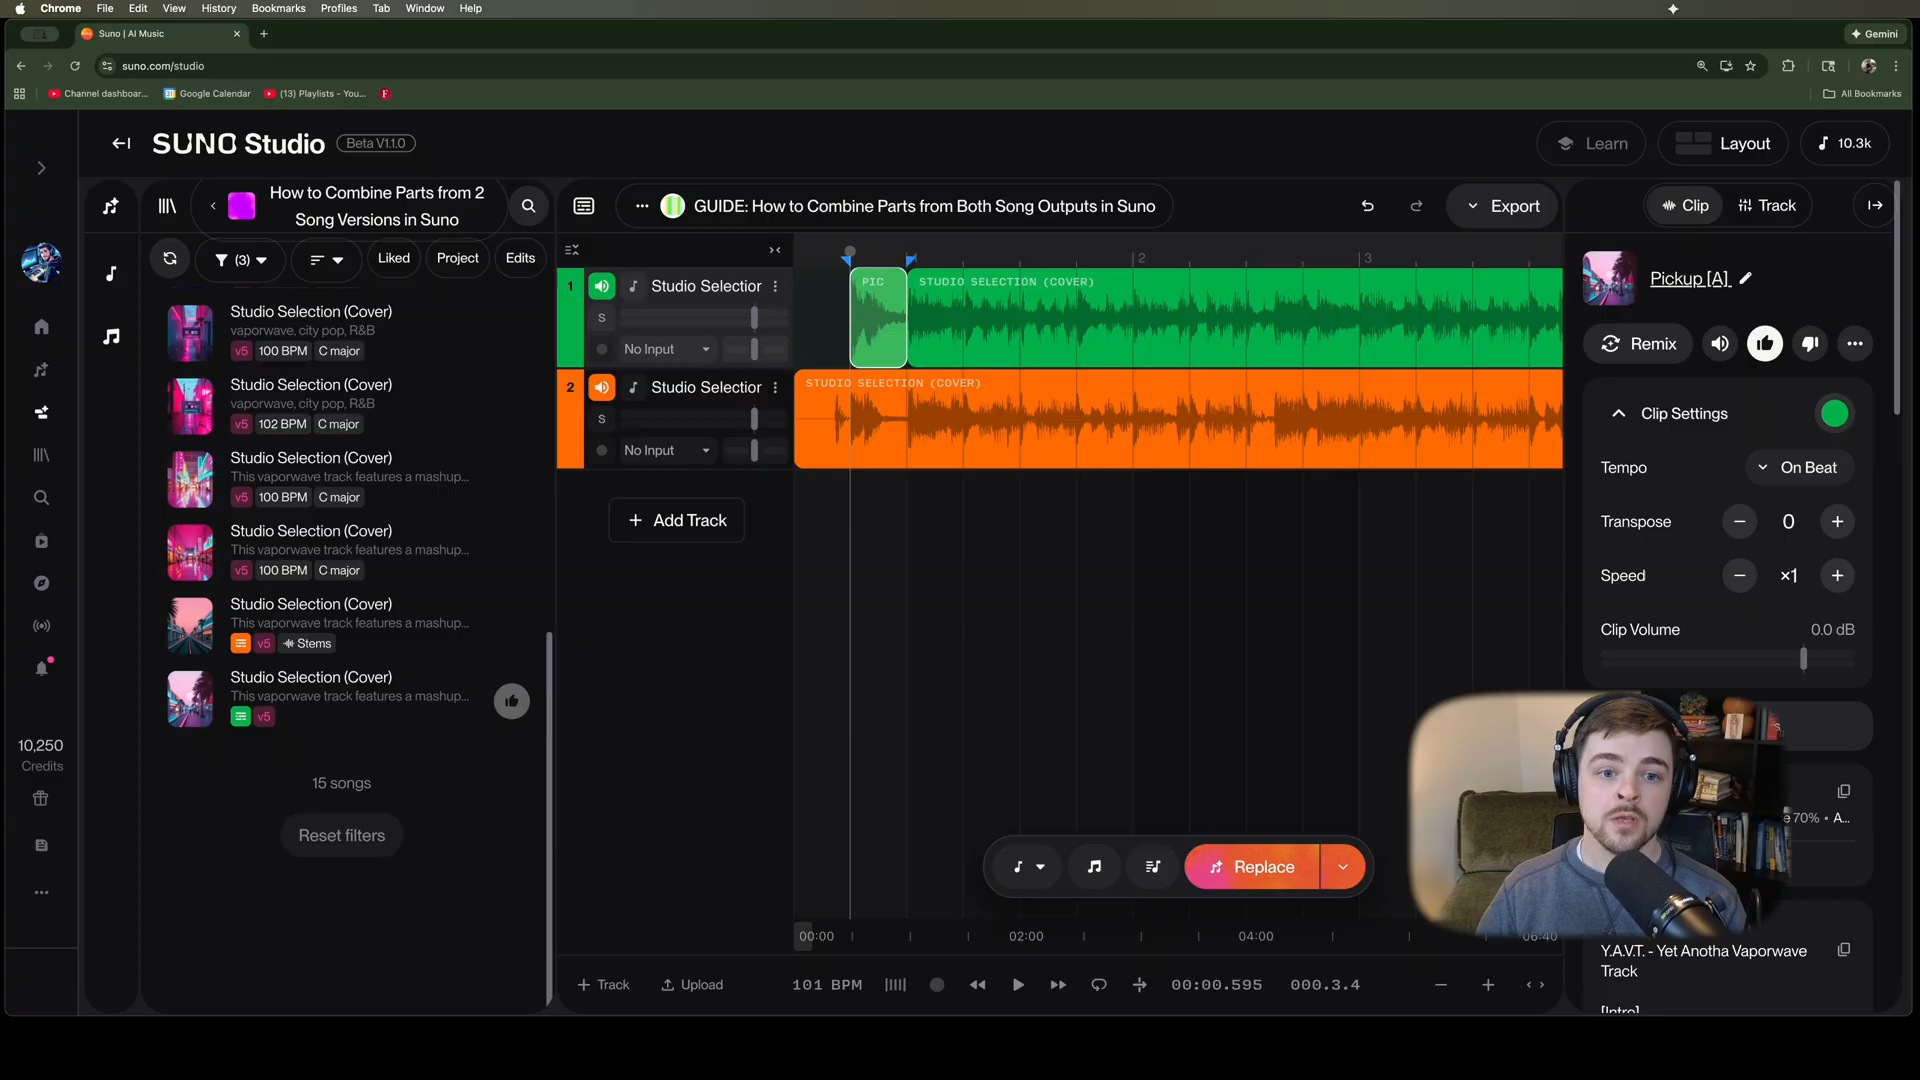 Chrome File Edit View History Bookmarks Profiles Tab Window Help
Suno | AI Music
Gemini
suno.com/studio
Channel dashboar... Google Calendar (13) Playlists - You... All Bookmarks
SUNO Studio Beta V1.1.0
Learn Layout 10.3k
How to Combine Parts from 2
Song Versions in Suno
GUIDE: How to Combine Parts from Both Song Outputs in Suno
Export
Clip Track
(3) Liked Project Edits
Studio Selection (Cover)
vaporwave, city pop, R&B
v5 100 BPM C major
Studio Selection (Cover)
vaporwave, city pop, R&B
v5 102 BPM C major
Studio Selection (Cover)
This vaporwave track features a mashup...
v5 100 BPM C major
Studio Selection (Cover)
This vaporwave track features a mashup...
v5 100 BPM C major
Studio Selection (Cover)
This vaporwave track features a mashup...
v5 Stems
Studio Selection (Cover)
This vaporwave track features a mashup...
v5
15 songs
Reset filters
10,250
Credits
2 3
1 Studio Selection
S
No Input
PIC STUDIO SELECTION (COVER)
2 Studio Selection
S
No Input
STUDIO SELECTION (COVER)
+ Add Track
Replace
00:00 02:00 04:00 06:40
+ Track Upload 101 BPM 00:00.595 000.3.4
Pickup [A]
Remix
Clip Settings
Tempo On Beat
Transpose 0
Speed ×1
Clip Volume 0.0 dB
e 70% • A...
Y.A.V.T. - Yet Anotha Vaporwave
Track
[Intro]